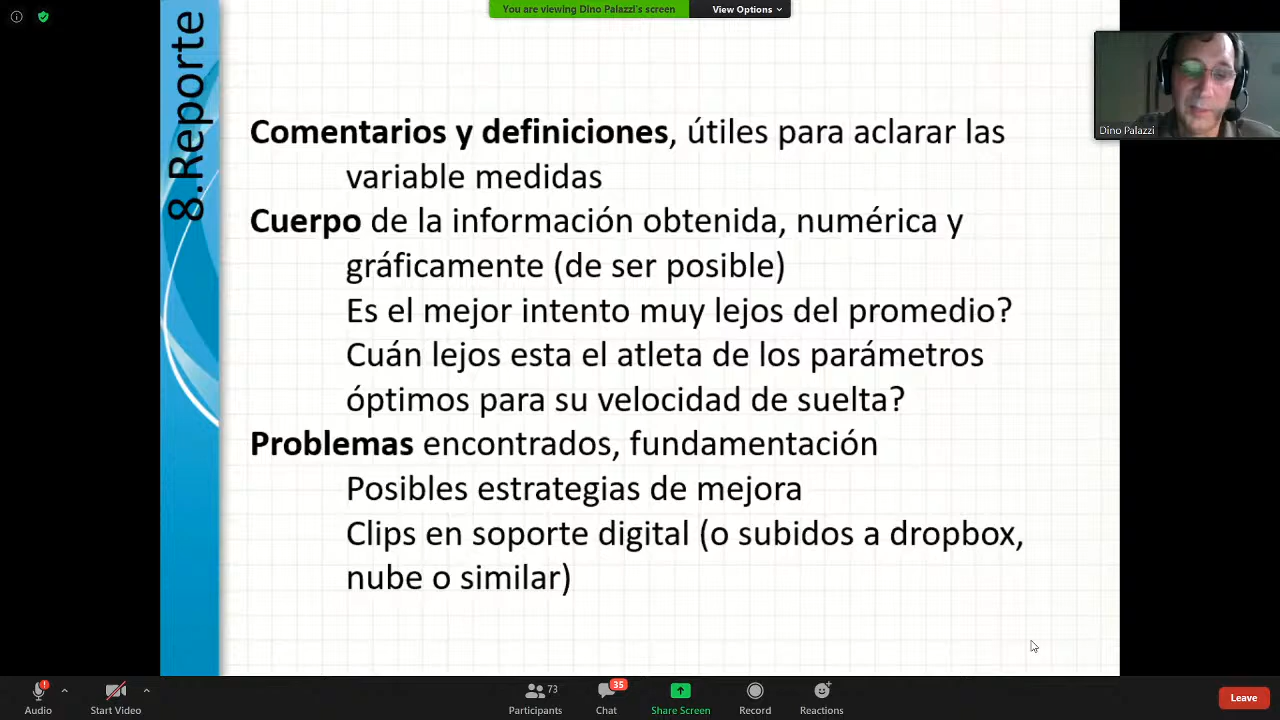 You are viewing Dino Palazzi's screen
View Options
8.Reporte
Comentarios y definiciones, útiles para aclarar las
variable medidas
Cuerpo de la información obtenida, numérica y
gráficamente (de ser posible)
Es el mejor intento muy lejos del promedio?
Cuán lejos esta el atleta de los parámetros
óptimos para su velocidad de suelta?
Problemas encontrados, fundamentación
Posibles estrategias de mejora
Clips en soporte digital (o subidos a dropbox,
nube o similar)
Dino Palazzi
Audio
Start Video
73
Participants
35
Chat
Share Screen
Record
Reactions
Leave